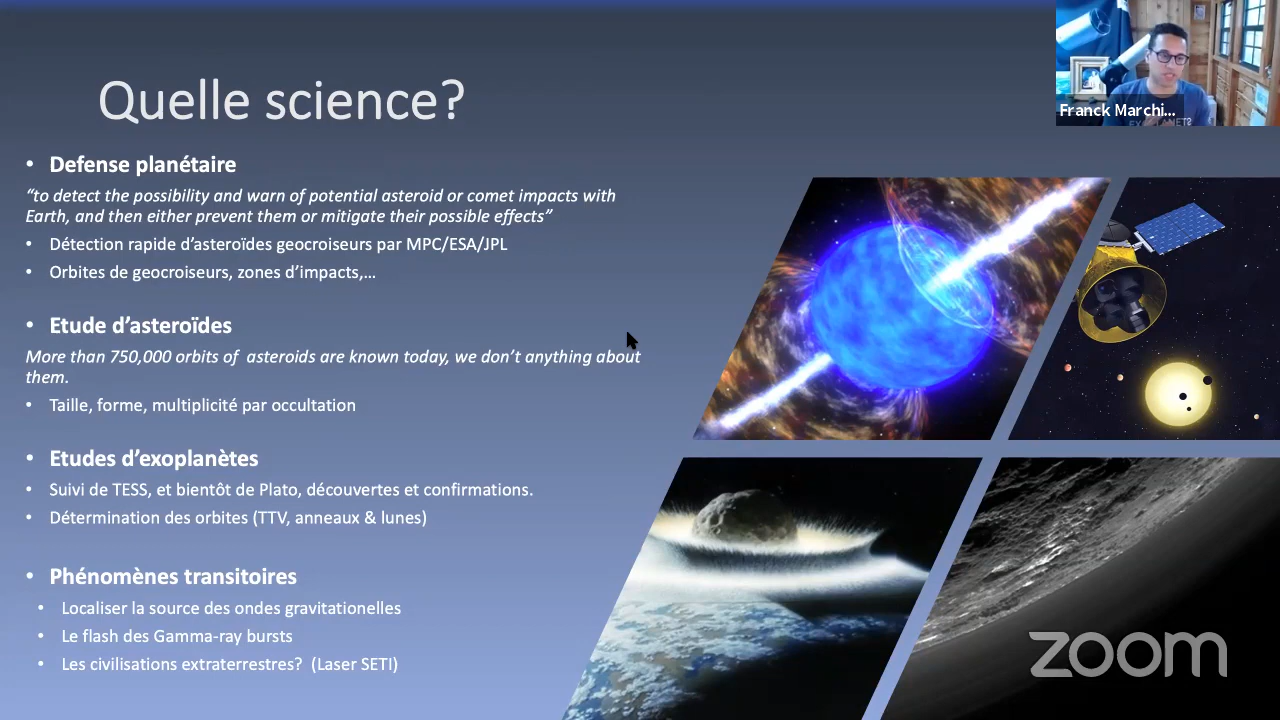 Quelle science?
Franck Marchi...
• Defense planétaire
“to detect the possibility and warn of potential asteroid or comet impacts with
Earth, and then either prevent them or mitigate their possible effects”
• Détection rapide d’asteroïdes geocroiseurs par MPC/ESA/JPL
• Orbites de geocroiseurs, zones d’impacts,…
• Etude d’asteroïdes
More than 750,000 orbits of asteroids are known today, we don’t anything about
them.
• Taille, forme, multiplicité par occultation
• Etudes d’exoplanètes
• Suivi de TESS, et bientôt de Plato, découvertes et confirmations.
• Détermination des orbites (TTV, anneaux & lunes)
• Phénomènes transitoires
• Localiser la source des ondes gravitationelles
• Le flash des Gamma-ray bursts
• Les civilisations extraterrestres? (Laser SETI)
zoom